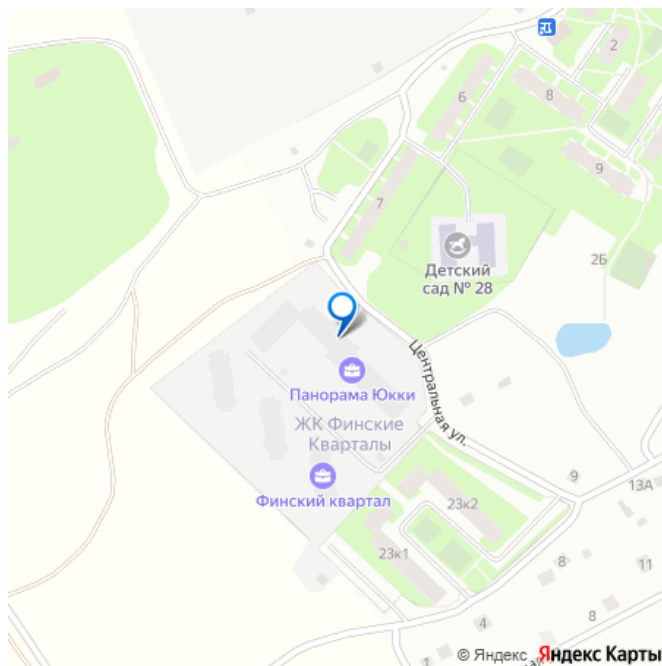 2
6
8
9
7
Детский
сад № 28
2Б
Центральная ул.
Панорама Юкки
ЖК Финские
Кварталы
Финский квартал
9
13А
23к2
23к1
8
11
4
8
1
© Яндекс Яндекс Карты